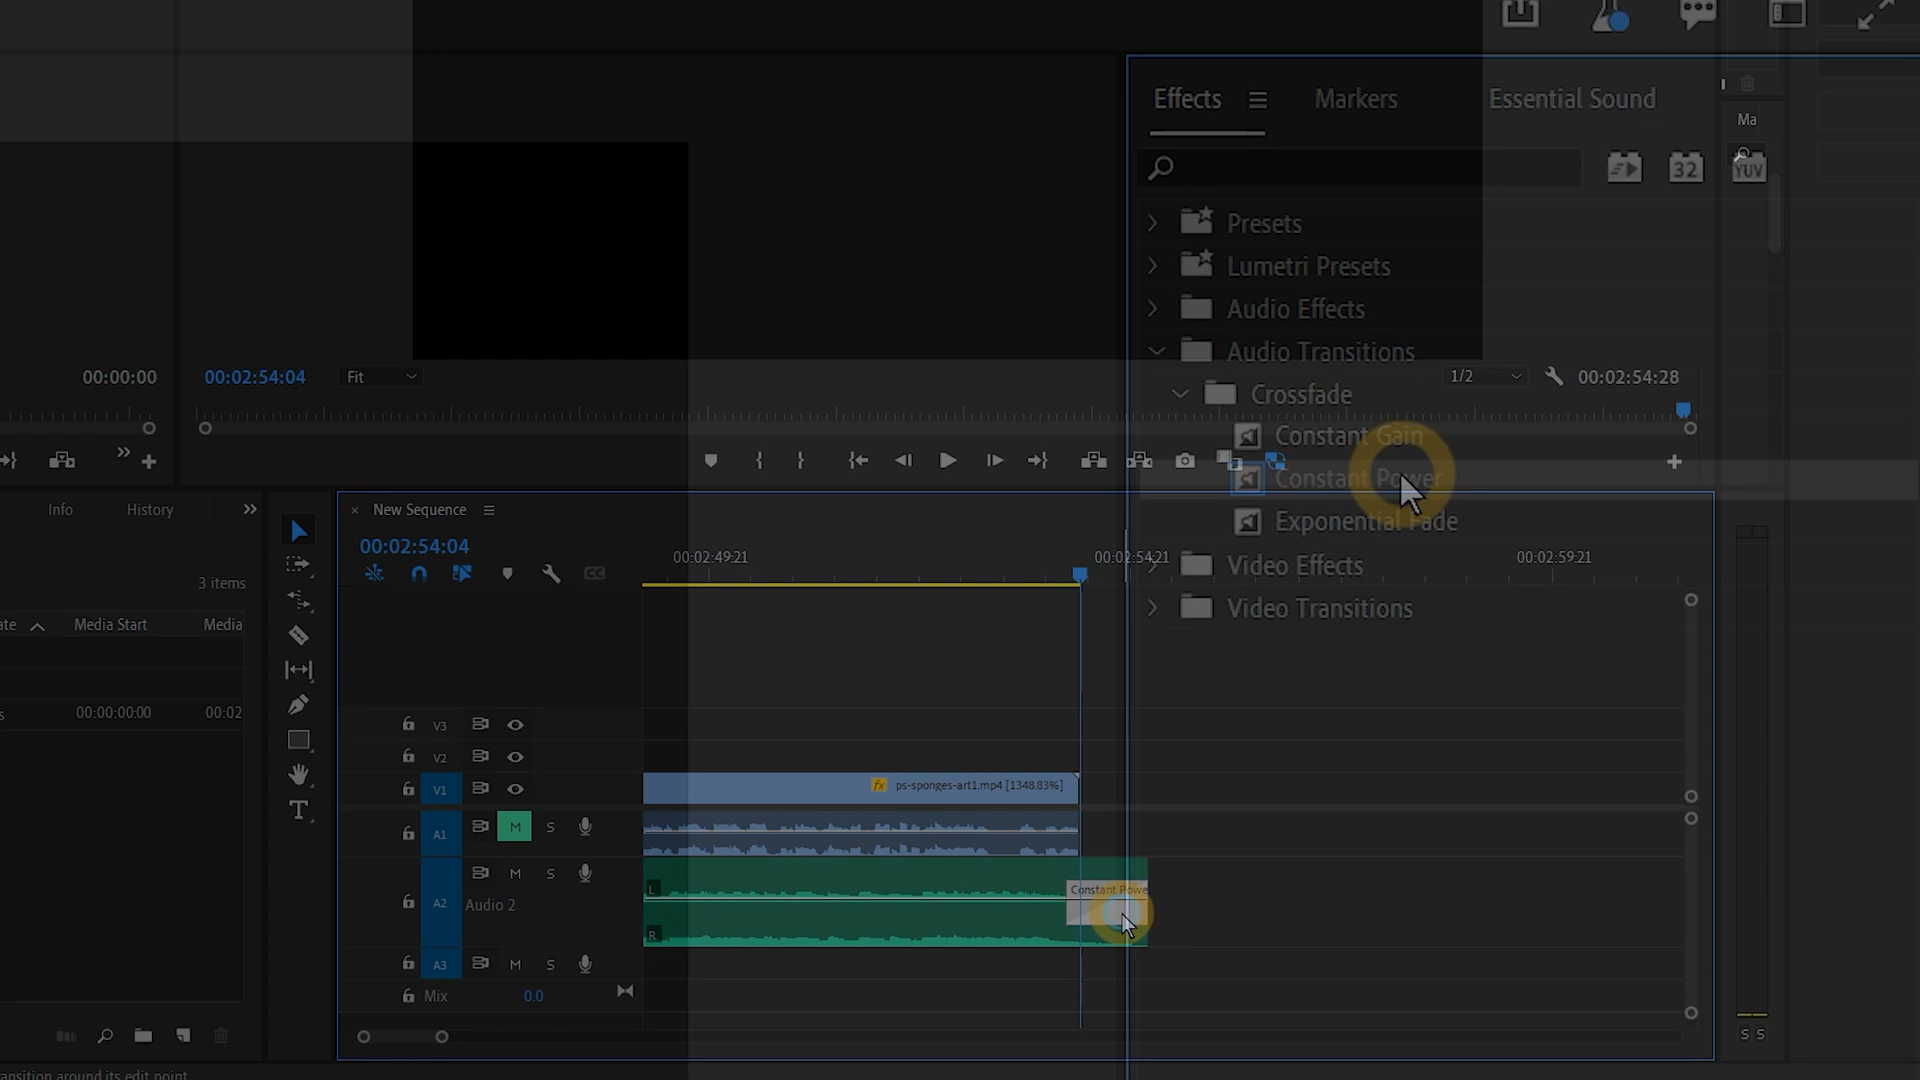 Effects
Markers
Essential Sound
Ma
32
YUV
Presets
Lumetri Presets
Audio Effects
Audio Transitions
Crossfade
Constant Gain
Constant Power
Exponential Fade
Video Effects
Video Transitions
00:00:00
00:02:54:04
Fit
1/2
00:02:54:28
Info
History
× New Sequence
00:02:54:04
00:02:49:21
00:02:54:21
00:02:59:21
CC
3 items
ate
Media Start
Media
s
00:00:00:00
00:02
T
V3
V2
V1
fx ps-sponges-art1.mp4 [1348.83%]
A1 M S
A2 M S
Audio 2
L
R
Constant Powe
A3 M S
Mix 0.0
S S
ansition around its edit point.